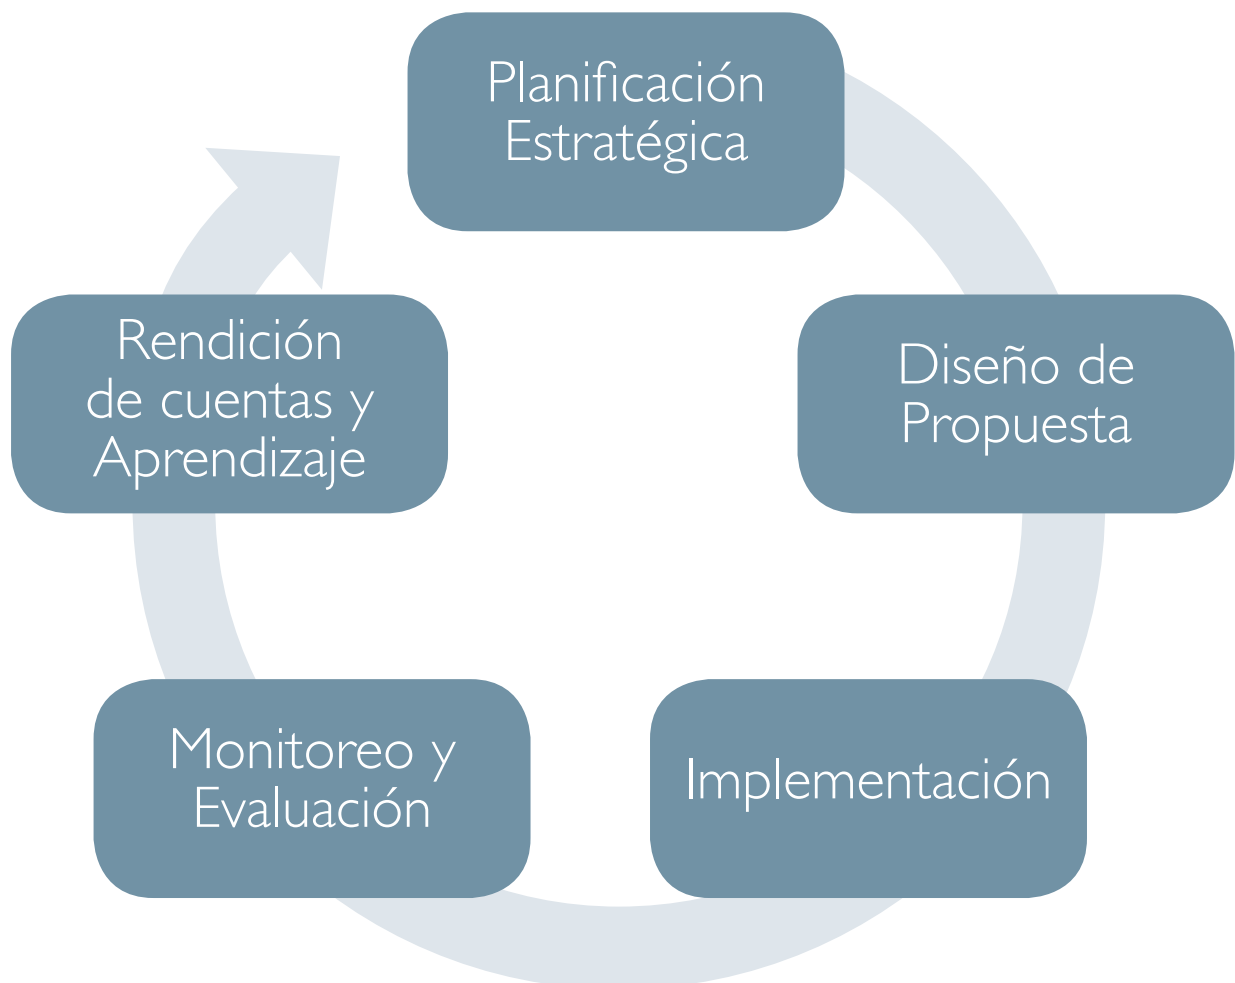 Planificación
Estratégica
Diseño de
Propuesta
Implementación
Monitoreo y
Evaluación
Rendición
de cuentas y
Aprendizaje